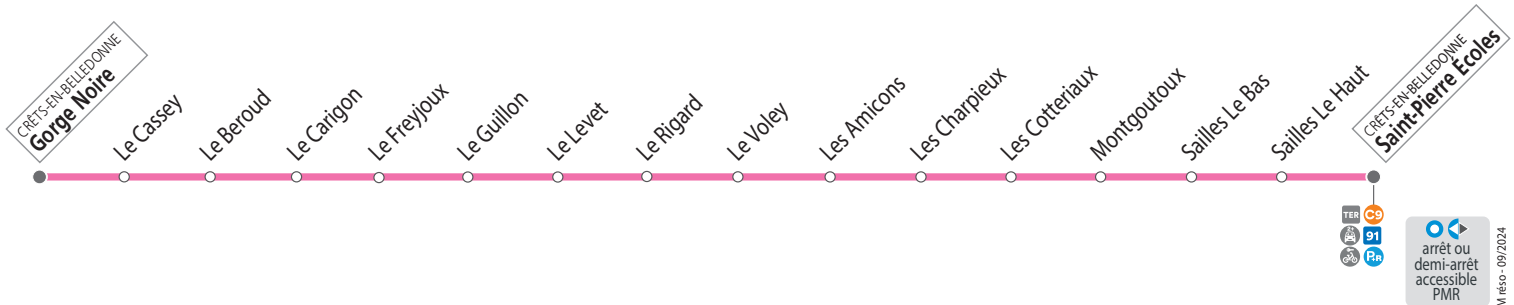 CRÊTS-EN-BELLEDONNE
Gorge Noire
Le Cassey
Le Beroud
Le Carigon
Le Freyjoux
Le Guillon
Le Levet
Le Rigard
Le Voley
Les Amicons
Les Charpieux
Les Cotteriaux
Montgoutoux
Sailles Le Bas
Sailles Le Haut
CRÊTS-EN-BELLEDONNE
Saint-Pierre Écoles
TER C9
91
P+R
arrêt ou
demi-arrêt
accessible
PMR
M réso - 09/2024